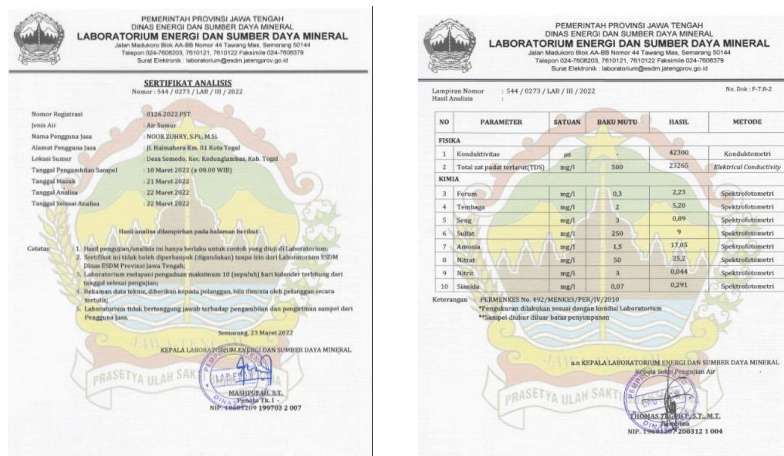 PEMERINTAH PROVINSI JAWA TENGAH
DINAS ENERGI DAN SUMBER DAYA MINERAL
LABORATORIUM ENERGI DAN SUMBER DAYA MINERAL
Jalan Madukoro Blok AA-BB Nomor 44 Tawang Mas, Semarang 50144
Telepon 024-7608203, 7610121, 7610122 Faksimile 024-7608379
Surat Elektronik : laboratorium@esdm.jatengprov.go.id
SERTIFIKAT ANALISIS
Nomor : 544 / 0273 / LAB / III / 2022
Nomor Registrasi : 0126.2022.PST
Jenis Air : Air Sumur
Nama Pengguna Jasa : NOOR ZUHRY, S.Pi., M.Si.
Alamat Pengguna Jasa : Jl. Halmahera Km. 01 Kota Tegal
Lokasi Sumur : Desa Semedo, Kec. Kedungbambas, Kab. Togal
Tanggal Pengambilan Sampel : 18 Maret 2022 (± 08.00 WIB)
Tanggal Masuk : 21 Maret 2022
Tanggal Analisa : 22 Maret 2022
Tanggal Selesai Analisa : 22 Maret 2022
Hasil analisa dilampirkan pada halaman berikut
Catatan : 1. Hasil pengujian/analisis ini hanya berlaku untuk contoh yang diuji di Laboratorium;
2. Sertifikat ini tidak boleh diperbanyak (digandakan) tanpa izin dari Laboratorium ESDM
Dinas ESDM Provinsi Jawa Tengah;
3. Laboratorium melayani pengaduan maksimum 10 (sepuluh) hari kalender terhitung dari
tanggal selesai pengujian;
4. Rekaman data teknis, diberikan kepada pelanggan, bila diminta oleh pelanggan secara
tertulis;
5. Laboratorium tidak bertanggung jawab terhadap pengambilan dan pengiriman sampel dari
Pengguna Jasa.
Semarang, 23 Maret 2022
KEPALA LABORATORIUM ENERGI DAN SUMBER DAYA MINERAL
PRASETYA ULAH SAKTI
Penata Tk. I
199703 2 007
PEMERINTAH PROVINSI JAWA TENGAH
DINAS ENERGI DAN SUMBER DAYA MINERAL
LABORATORIUM ENERGI DAN SUMBER DAYA MINERAL
Jalan Madukoro Blok AA-BB Nomor 44 Tawang Mas, Semarang 50144
Telepon 024-7608203, 7610121, 7610122 Faksimile 024-7608379
Surat Elektronik : laboratorium@esdm.jatengprov.go.id
Lampiran Nomor : 544 / 0273 / LAB / III / 2022 No. Dok : F-7.8-2
Hasil Analisis :
NO PARAMETER SATUAN BAKU MUTU HASIL METODE
FISIKA
1 Konduktivitas µs - 42300 Konduktometri
2 Total zat padat terlarut(TDS) mg/l 500 23265 Elektrical Conductivity
KIMIA
3 Ferum mg/l 0,3 2,23 Spektrofotometri
4 Tembaga mg/l 2 5,20 Spektrofotometri
5 Seng mg/l 3 0,89 Spektrofotometri
6 Sulfat mg/l 250 9 Spektrofotometri
7 Amonia mg/l 1,5 17,05 Spektrofotometri
8 Nitrat mg/l 50 25,2 Spektrofotometri
9 Nitrit mg/l 3 0,044 Spektrofotometri
10 Sianida mg/l 0,07 0,291 Spektrofotometri
Keterangan : PERMENKES No. 492/MENKES/PER/IV/2010
*Pengukuran dilakukan sesuai dengan kondisi Laboratorium
**Sampel diukur diluar batas penyimpanan
a.n KEPALA LABORATORIUM ENERGI DAN SUMBER DAYA MINERAL
Kepala Seksi Pengujian Air
PRASETYA ULAH SAKTI
THOMAS S.T., M.T.
NIP. 200312 1 004